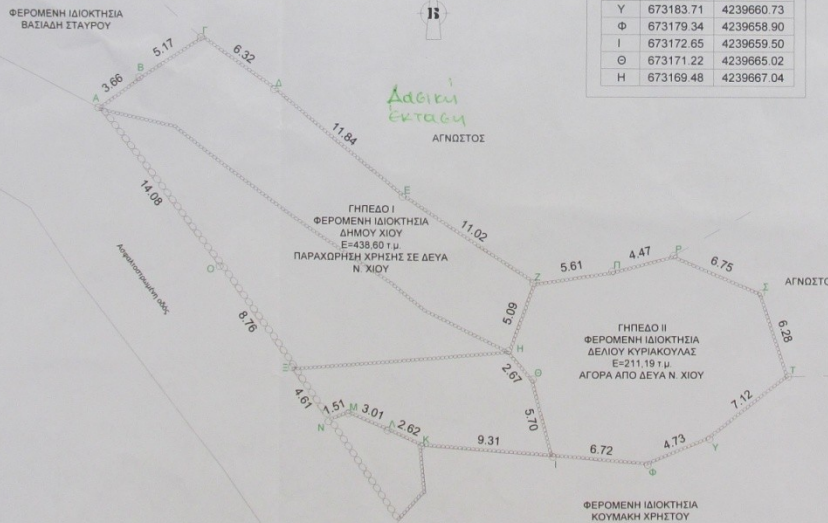 ΦΕΡΟΜΕΝΗ ΙΔΙΟΚΤΗΣΙΑ
ΒΑΣΙΑΔΗ ΣΤΑΥΡΟΥ
Β
Υ 673183.71 4239660.73
Φ 673179.34 4239658.90
Ι 673172.65 4239659.50
Θ 673171.22 4239665.02
Η 673169.48 4239667.04
Γ
5.17
6.32
Β
3.66
Δ
Α
Δασική
έκταση
ΑΓΝΩΣΤΟΣ
11.84
14.08
Ε
ΓΗΠΕΔΟ Ι
ΦΕΡΟΜΕΝΗ ΙΔΙΟΚΤΗΣΙΑ
ΔΗΜΟΥ ΧΙΟΥ
Ε=438,60 τ.μ.
ΠΑΡΑΧΩΡΗΣΗ ΧΡΗΣΗΣ ΣΕ ΔΕΥΑ
Ν. ΧΙΟΥ
11.02
Ασφαλτοστρωμένη οδός
Ο
Ζ
5.61
Π
4.47
Ρ
6.75
Σ
ΑΓΝΩΣΤΟ
8.76
5.09
6.28
ΓΗΠΕΔΟ ΙΙ
ΦΕΡΟΜΕΝΗ ΙΔΙΟΚΤΗΣΙΑ
ΔΕΛΙΟΥ ΚΥΡΙΑΚΟΥΛΑΣ
Ε=211,19 τ.μ.
ΑΓΟΡΑ ΑΠΟ ΔΕΥΑ Ν. ΧΙΟΥ
Η
Ξ
2.67
Θ
Τ
4.61
1.51
Μ
3.01
Λ
2.62
Κ
Ν
5.70
7.12
9.31
Ι
6.72
Φ
4.73
Υ
ΦΕΡΟΜΕΝΗ ΙΔΙΟΚΤΗΣΙΑ
ΚΟΥΜΑΚΗ ΧΡΗΣΤΟΥ